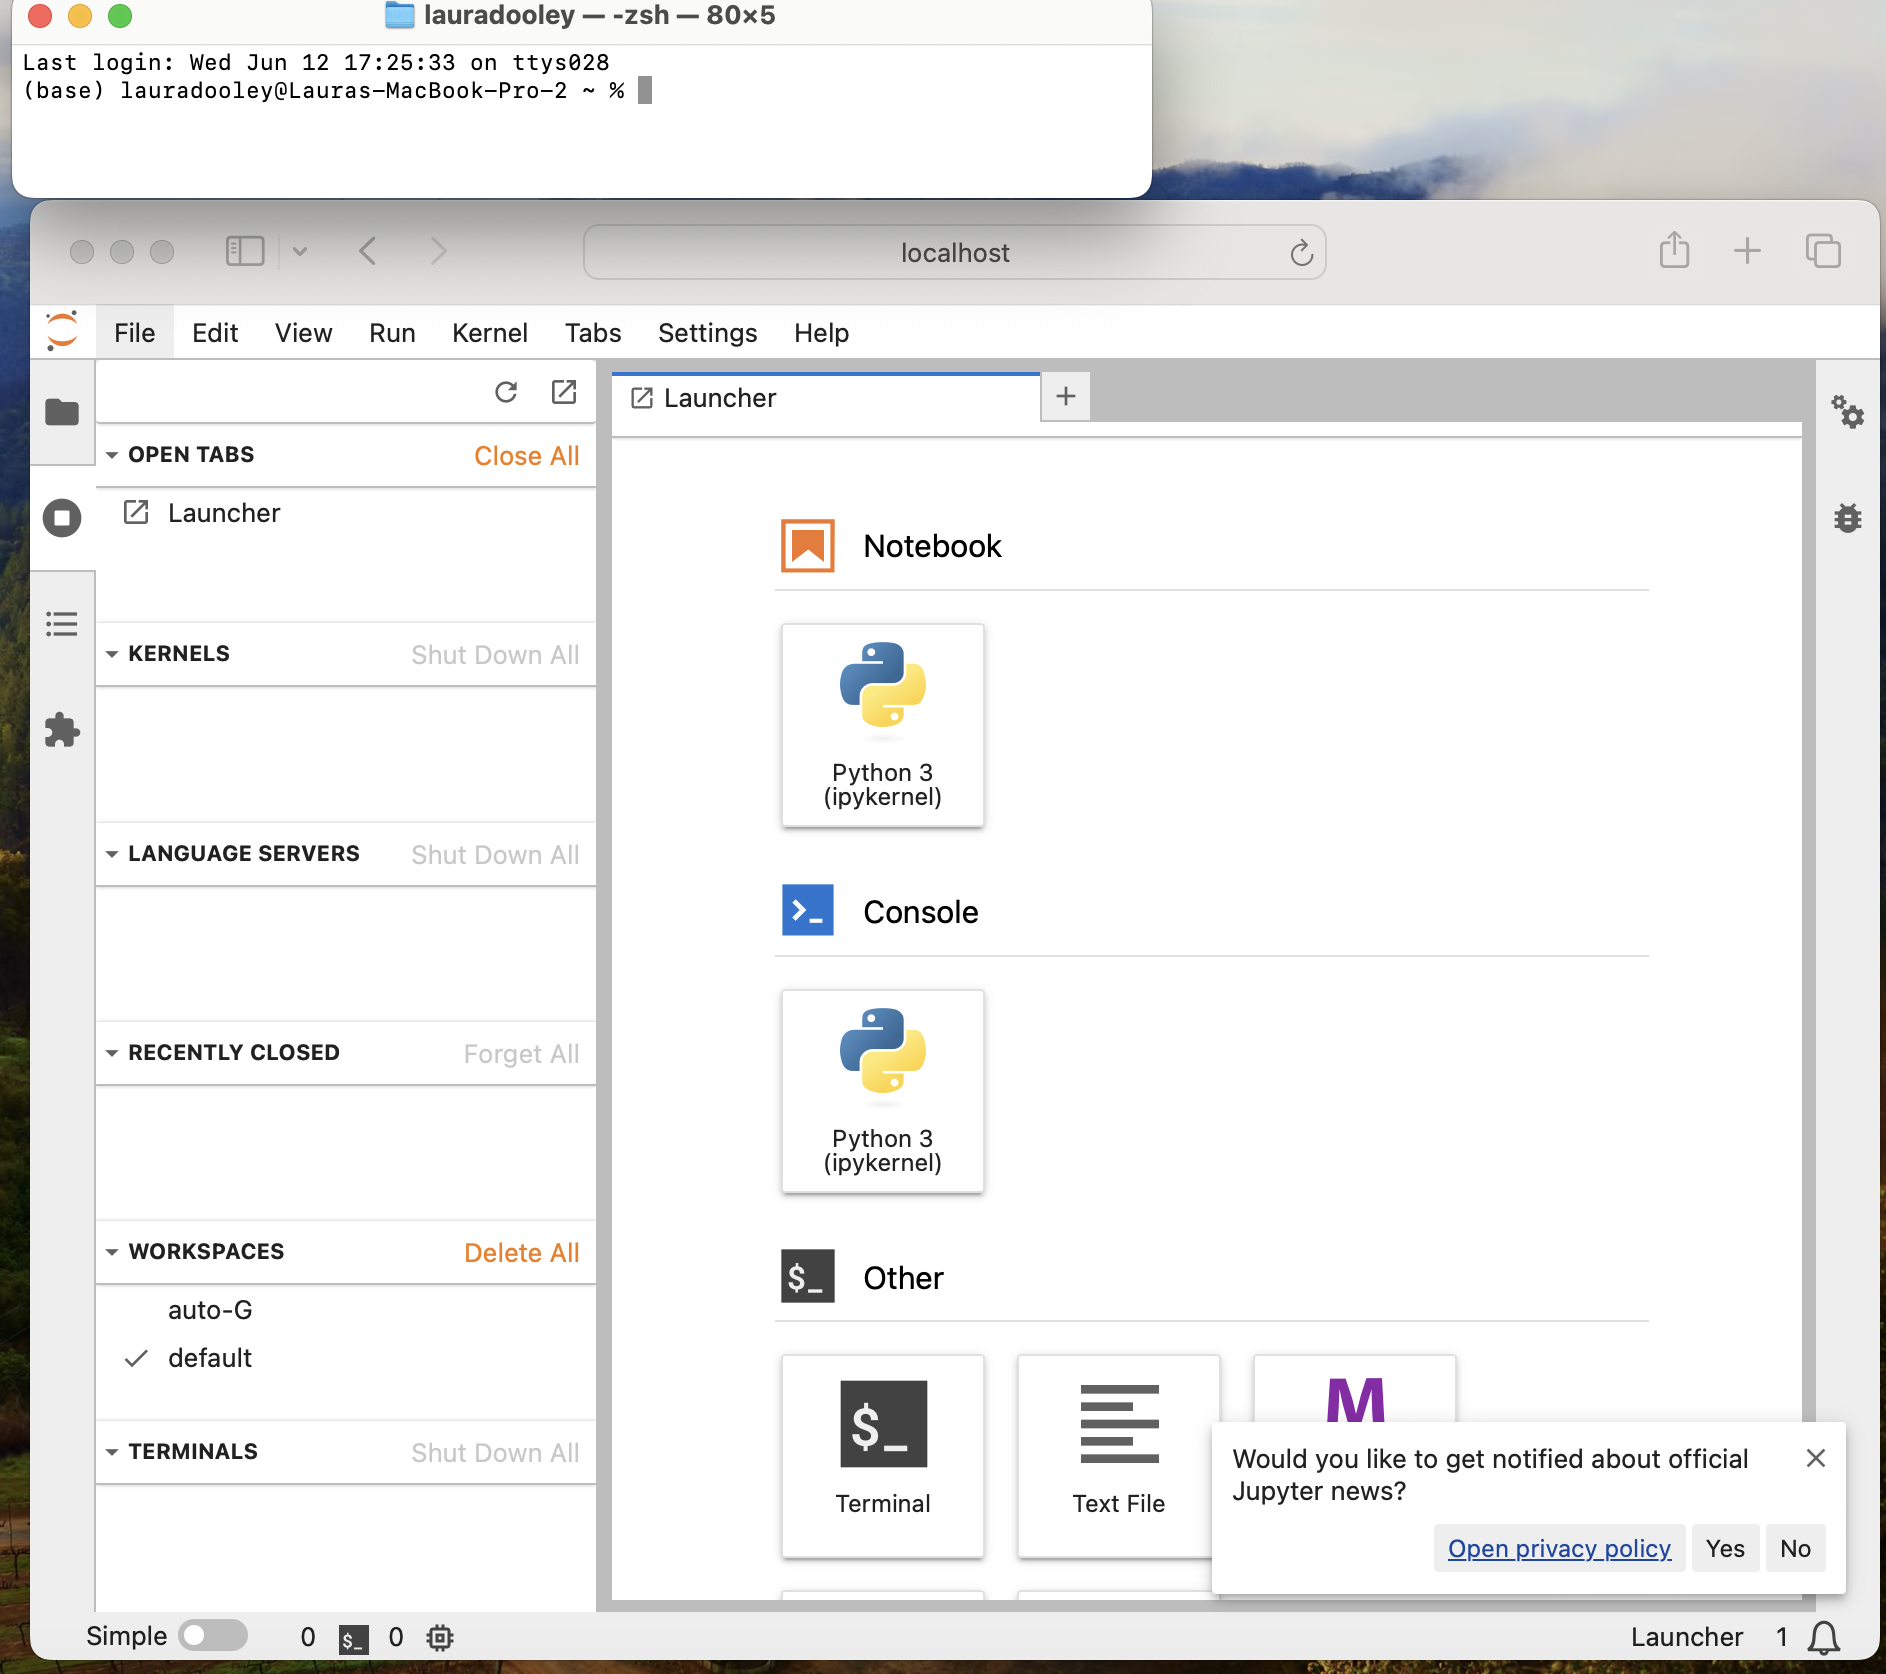 lauradooley — -zsh — 80×5
Last login: Wed Jun 12 17:25:33 on ttys028
(base) lauradooley@Lauras-MacBook-Pro-2 ~ %
localhost
File Edit View Run Kernel Tabs Settings Help
OPEN TABS Close All
Launcher
KERNELS Shut Down All
LANGUAGE SERVERS Shut Down All
RECENTLY CLOSED Forget All
WORKSPACES Delete All
auto-G
default
TERMINALS Shut Down All
Launcher
Notebook
Python 3
(ipykernel)
>_ Console
Python 3
(ipykernel)
$_ Other
$_
Terminal
Text File
M
Would you like to get notified about official
Jupyter news?
Open privacy policy Yes No
Simple 0 $_ 0 Launcher 1